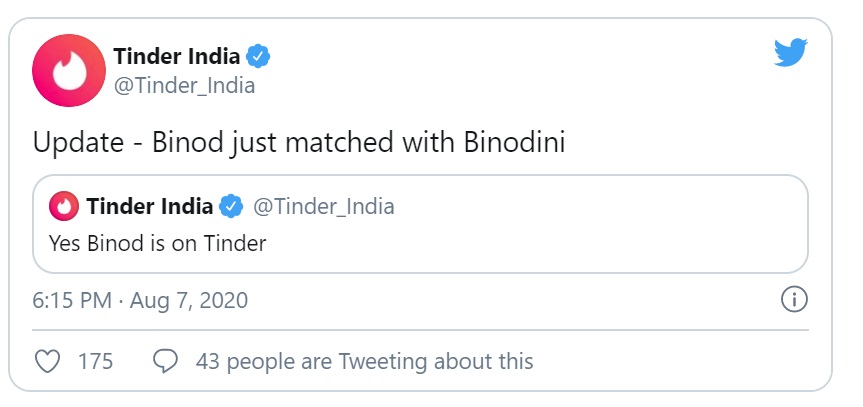 Tinder India
@Tinder_India
Update - Binod just matched with Binodini
Tinder India @Tinder_India
Yes Binod is on Tinder
6:15 PM · Aug 7, 2020
175 43 people are Tweeting about this